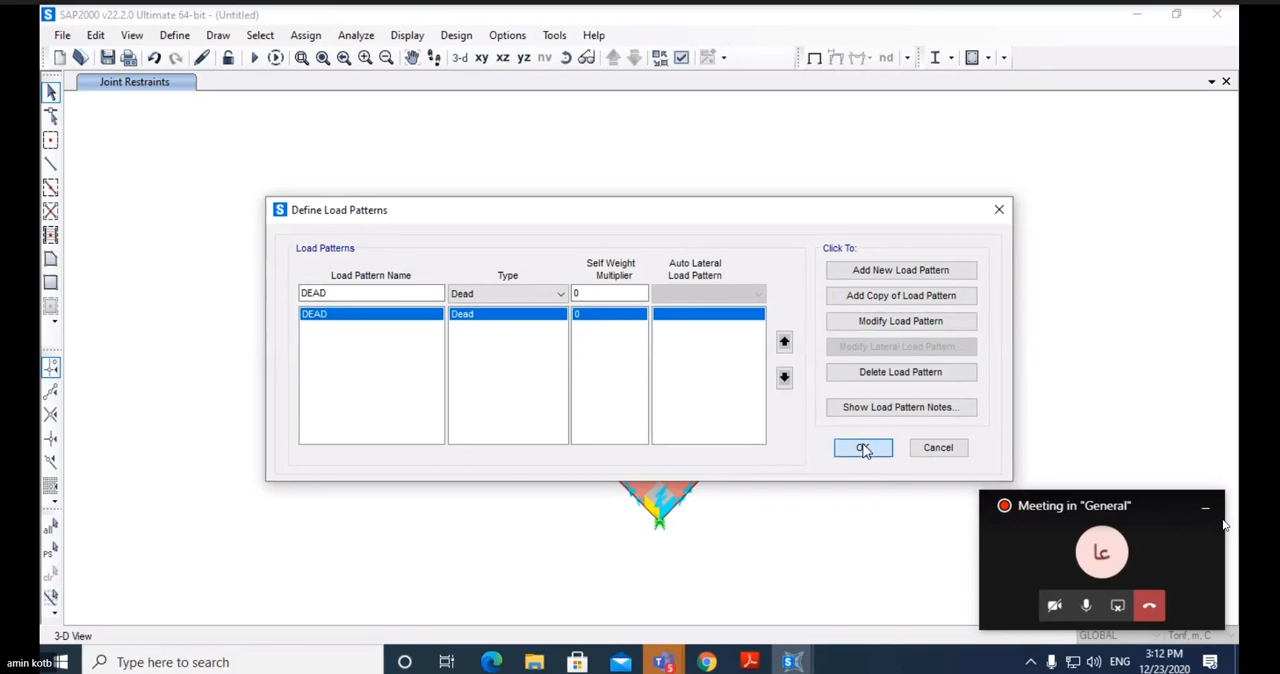 SAP2000 v22.2.0 Ultimate 64-bit - (Untitled)
File Edit View Define Draw Select Assign Analyze Display Design Options Tools Help
3-d xy xz yz nv nd
Joint Restraints
Define Load Patterns
Load Patterns
Click To:
Load Pattern Name
Type
Self Weight
Multiplier
Auto Lateral
Load Pattern
DEAD Dead 0
DEAD Dead 0
Add New Load Pattern
Add Copy of Load Pattern
Modify Load Pattern
Modify Lateral Load Pattern...
Delete Load Pattern
Show Load Pattern Notes...
Cancel
all
PS
clr
Meeting in "General"
عا
3-D View
GLOBAL
Tonf, m, C
amin kotb
Type here to search
ENG
3:12 PM
12/23/2020